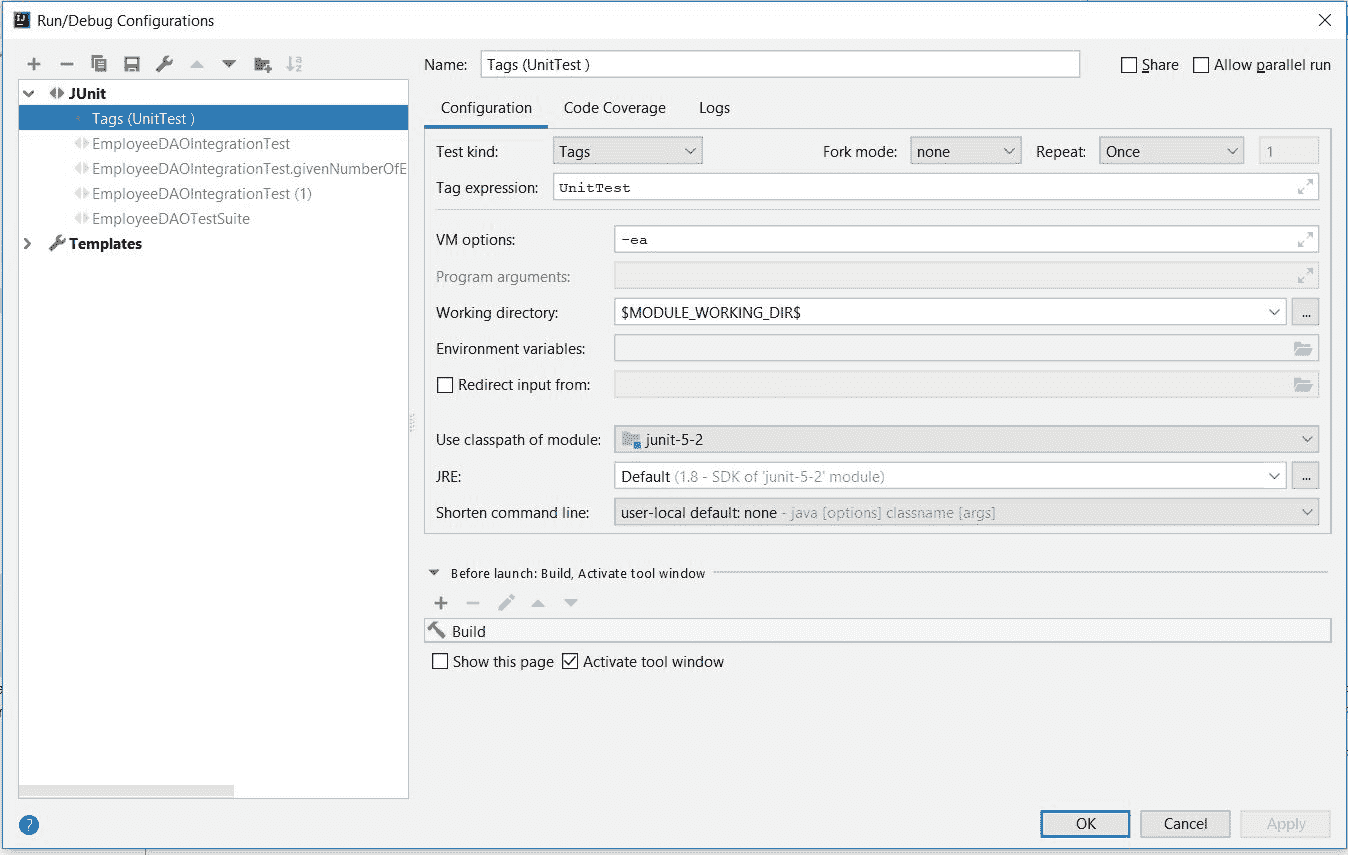 Run/Debug Configurations
Name: Tags (UnitTest ) Share Allow parallel run
JUnit
Tags (UnitTest )
EmployeeDAOIntegrationTest
EmployeeDAOIntegrationTest.givenNumberOfE
EmployeeDAOIntegrationTest (1)
EmployeeDAOTestSuite
Templates
Configuration Code Coverage Logs
Test kind: Tags Fork mode: none Repeat: Once 1
Tag expression: UnitTest
VM options: -ea
Program arguments:
Working directory: $MODULE_WORKING_DIR$ ...
Environment variables:
Redirect input from:
Use classpath of module: junit-5-2
JRE: Default (1.8 - SDK of 'junit-5-2' module) ...
Shorten command line: user-local default: none - java [options] classname [args]
Before launch: Build, Activate tool window
Build
Show this page Activate tool window
? OK Cancel Apply